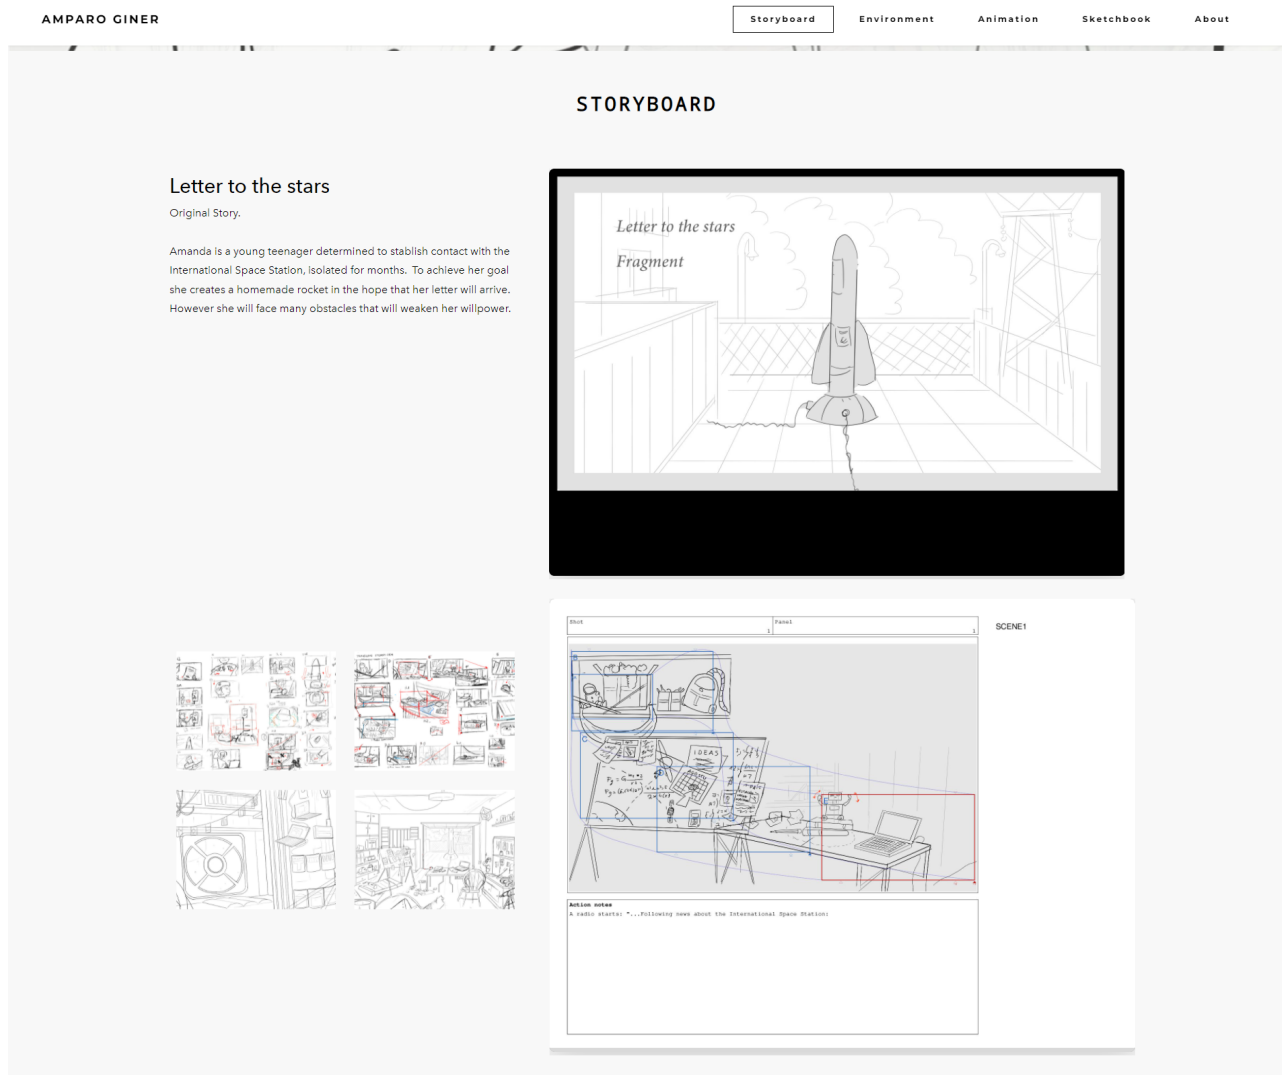 AMPARO GINER
Storyboard Environment Animation Sketchbook About
STORYBOARD
Letter to the stars
Original Story.
Amanda is a young teenager determined to stablish contact with the
International Space Station, isolated for months. To achieve her goal
she creates a homemade rocket in the hope that her letter will arrive.
However she will face many obstacles that will weaken her willpower.
Letter to the stars
Fragment
Shot
1
Panel
1
SCENE1
B
C
IDEAS
Action notes
A radio starts: "...Following news about the International Space Station: